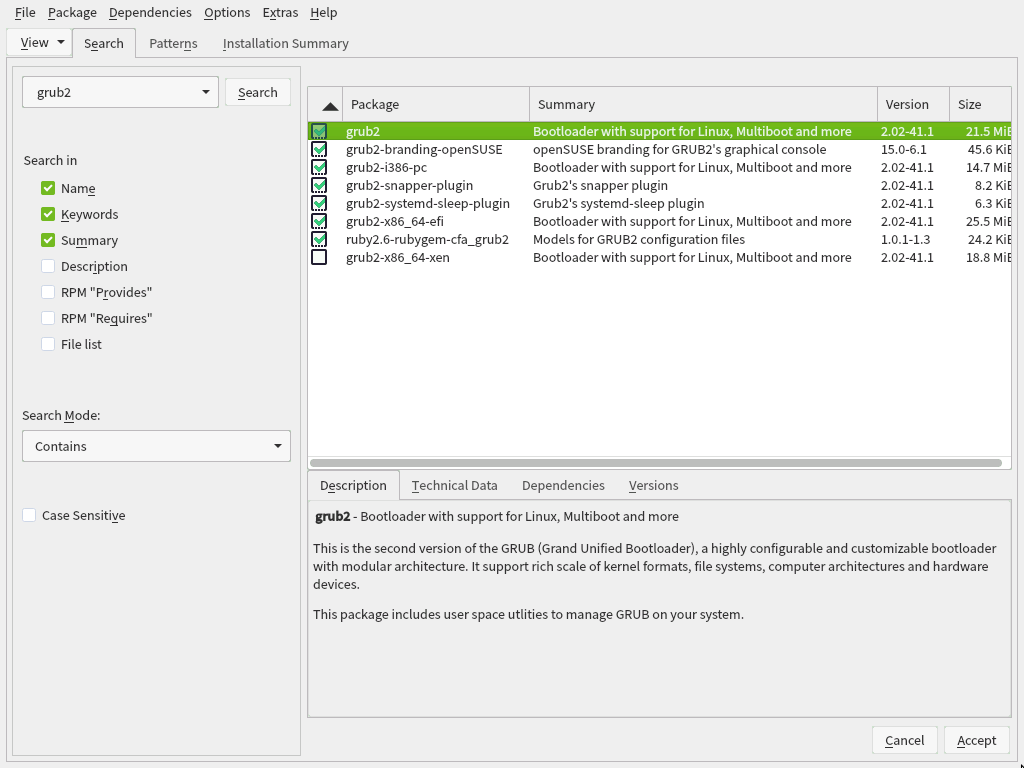 File Package Dependencies Options Extras Help
View Search Patterns Installation Summary
grub2 Search
Search in
Name
Keywords
Summary
Description
RPM "Provides"
RPM "Requires"
File list
Search Mode:
Contains
Case Sensitive
Package Summary Version Size
grub2 Bootloader with support for Linux, Multiboot and more 2.02-41.1 21.5 MiB
grub2-branding-openSUSE openSUSE branding for GRUB2's graphical console 15.0-6.1 45.6 KiB
grub2-i386-pc Bootloader with support for Linux, Multiboot and more 2.02-41.1 14.7 MiB
grub2-snapper-plugin Grub2's snapper plugin 2.02-41.1 8.2 KiB
grub2-systemd-sleep-plugin Grub2's systemd-sleep plugin 2.02-41.1 6.3 KiB
grub2-x86_64-efi Bootloader with support for Linux, Multiboot and more 2.02-41.1 25.5 MiB
ruby2.6-rubygem-cfa_grub2 Models for GRUB2 configuration files 1.0.1-1.3 24.2 KiB
grub2-x86_64-xen Bootloader with support for Linux, Multiboot and more 2.02-41.1 18.8 MiB
Description Technical Data Dependencies Versions
grub2 - Bootloader with support for Linux, Multiboot and more
This is the second version of the GRUB (Grand Unified Bootloader), a highly configurable and customizable bootloader
with modular architecture. It support rich scale of kernel formats, file systems, computer architectures and hardware
devices.
This package includes user space utlities to manage GRUB on your system.
Cancel Accept